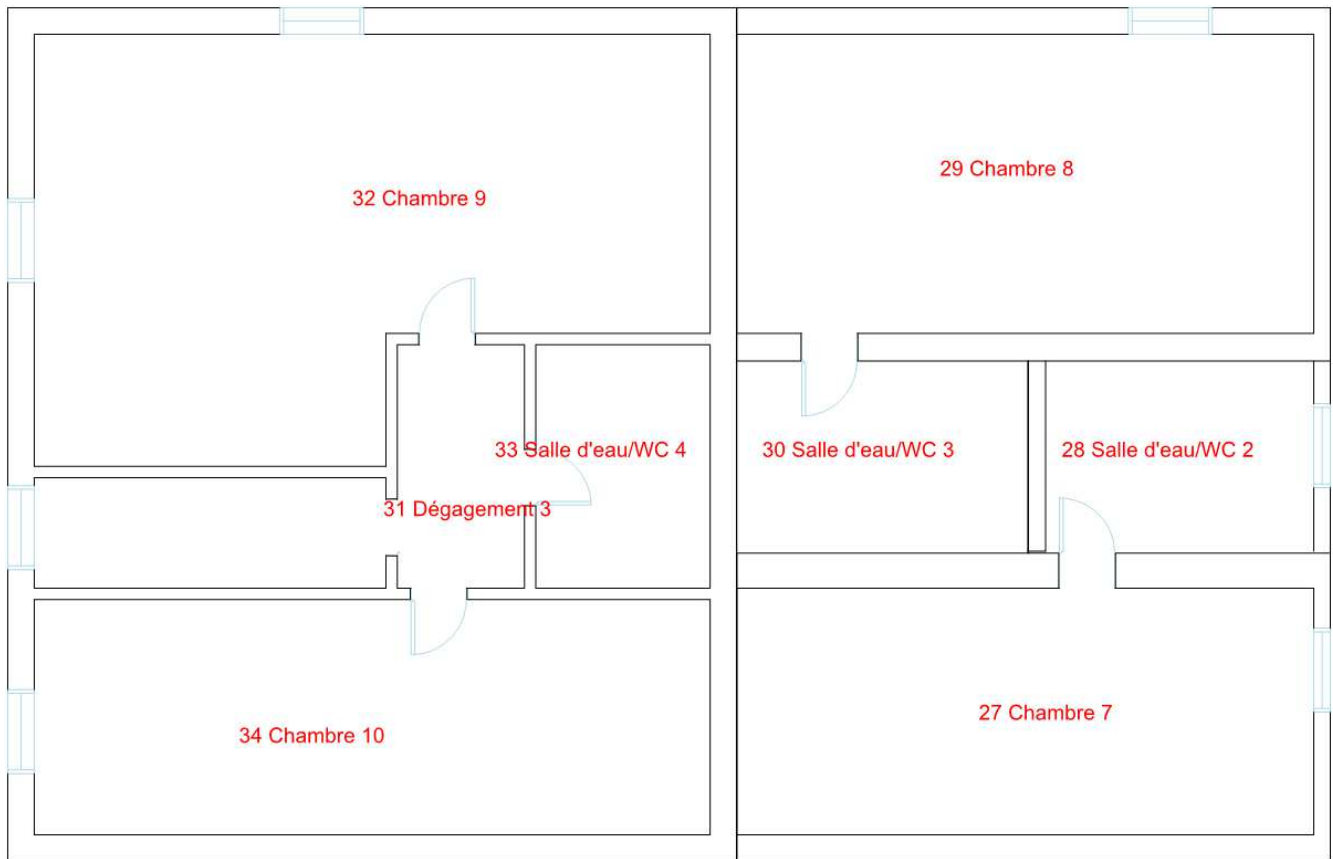 29 Chambre 8
32 Chambre 9
33 Salle d'eau/WC 4
30 Salle d'eau/WC 3
28 Salle d'eau/WC 2
31 Dégagement 3
27 Chambre 7
34 Chambre 10